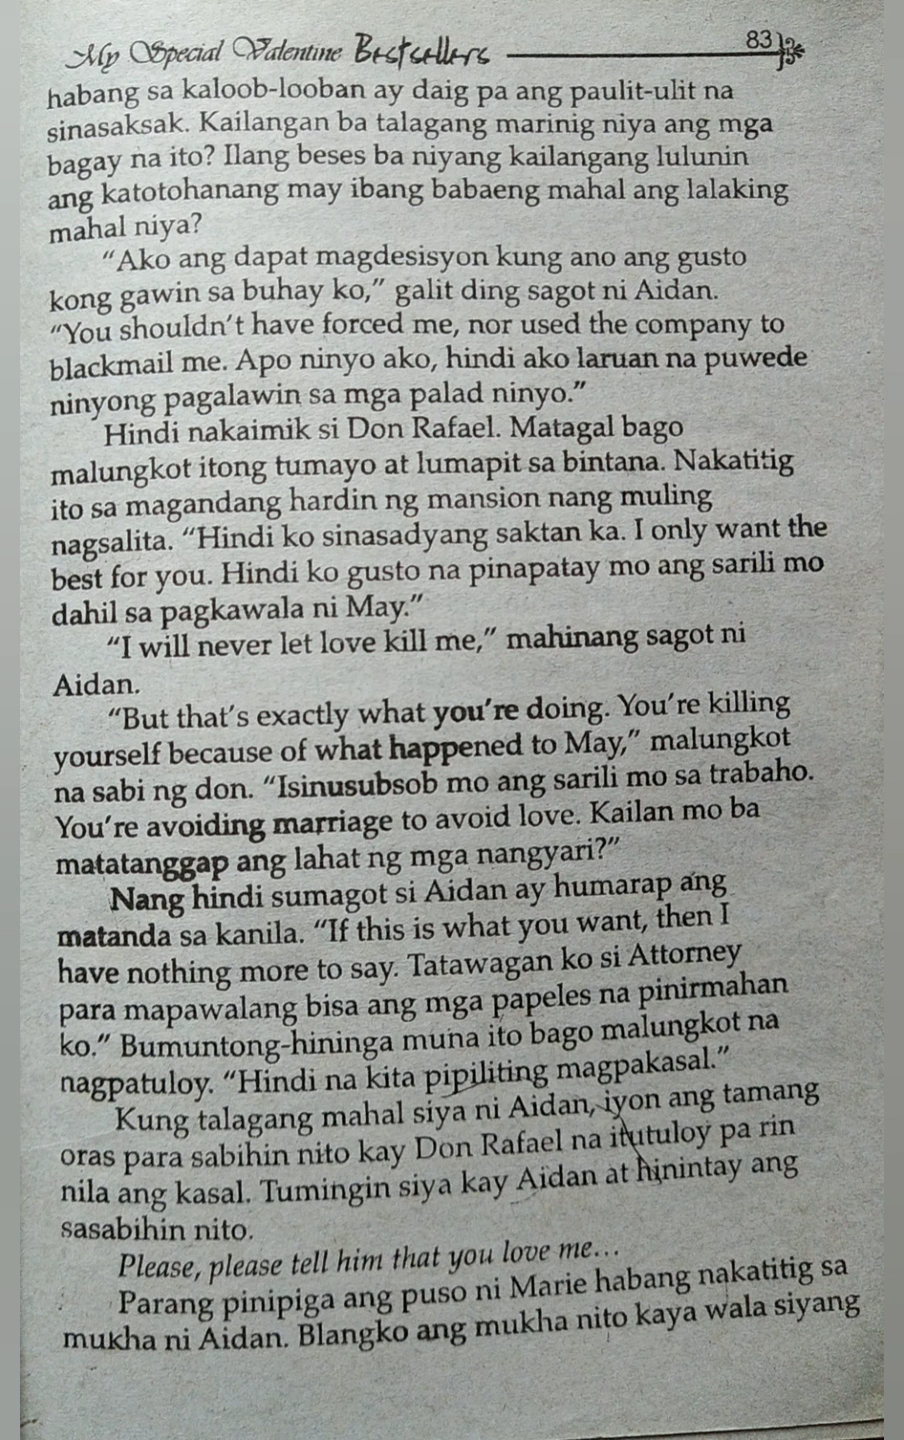 My Special Valentine Bestsellers 83
habang sa kaloob-looban ay daig pa ang paulit-ulit na
sinasaksak. Kailangan ba talagang marinig niya ang mga
bagay na ito? Ilang beses ba niyang kailangang lulunin
ang katotohanang may ibang babaeng mahal ang lalaking
mahal niya?
“Ako ang dapat magdesisyon kung ano ang gusto
kong gawin sa buhay ko,” galit ding sagot ni Aidan.
“You shouldn’t have forced me, nor used the company to
blackmail me. Apo ninyo ako, hindi ako laruan na puwede
ninyong pagalawin sa mga palad ninyo.”
Hindi nakaimik si Don Rafael. Matagal bago
malungkot itong tumayo at lumapit sa bintana. Nakatitig
ito sa magandang hardin ng mansion nang muling
nagsalita. “Hindi ko sinasadyang saktan ka. I only want the
best for you. Hindi ko gusto na pinapatay mo ang sarili mo
dahil sa pagkawala ni May.”
“I will never let love kill me,” mahinang sagot ni
Aidan.
“But that’s exactly what you’re doing. You’re killing
yourself because of what happened to May,” malungkot
na sabi ng don. “Isinusubsob mo ang sarili mo sa trabaho.
You’re avoiding marriage to avoid love. Kailan mo ba
matatanggap ang lahat ng mga nangyari?”
Nang hindi sumagot si Aidan ay humarap ang
matanda sa kanila. “If this is what you want, then I
have nothing more to say. Tatawagan ko si Attorney
para mapawalang bisa ang mga papeles na pinirmahan
ko.” Bumuntong-hininga muna ito bago malungkot na
nagpatuloy. “Hindi na kita pipiliting magpakasal.”
Kung talagang mahal siya ni Aidan, iyon ang tamang
oras para sabihin nito kay Don Rafael na itutuloy pa rin
nila ang kasal. Tumingin siya kay Aidan at hinintay ang
sasabihin nito.
Please, please tell him that you love me...
Parang pinipiga ang puso ni Marie habang nakatitig sa
mukha ni Aidan. Blangko ang mukha nito kaya wala siyang